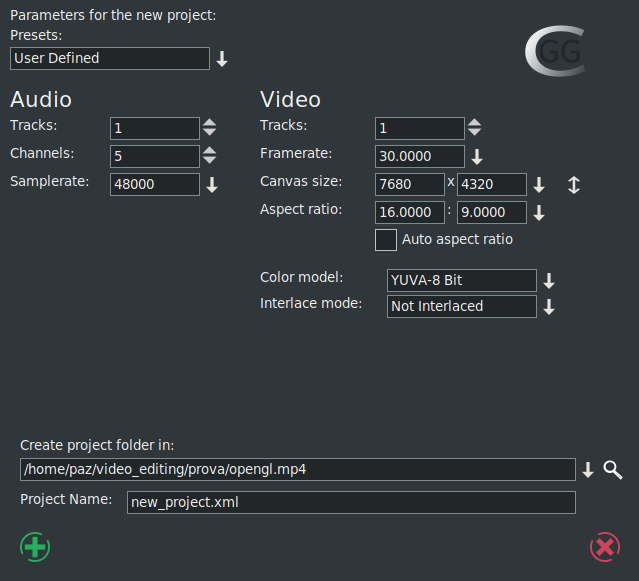 Parameters for the new project:
Presets:
User Defined
GG
Audio
Tracks: 1
Channels: 5
Samplerate: 48000
Video
Tracks: 1
Framerate: 30.0000
Canvas size: 7680 x 4320
Aspect ratio: 16.0000 : 9.0000
Auto aspect ratio
Color model: YUVA-8 Bit
Interlace mode: Not Interlaced
Create project folder in:
/home/paz/video_editing/prova/opengl.mp4
Project Name: new_project.xml